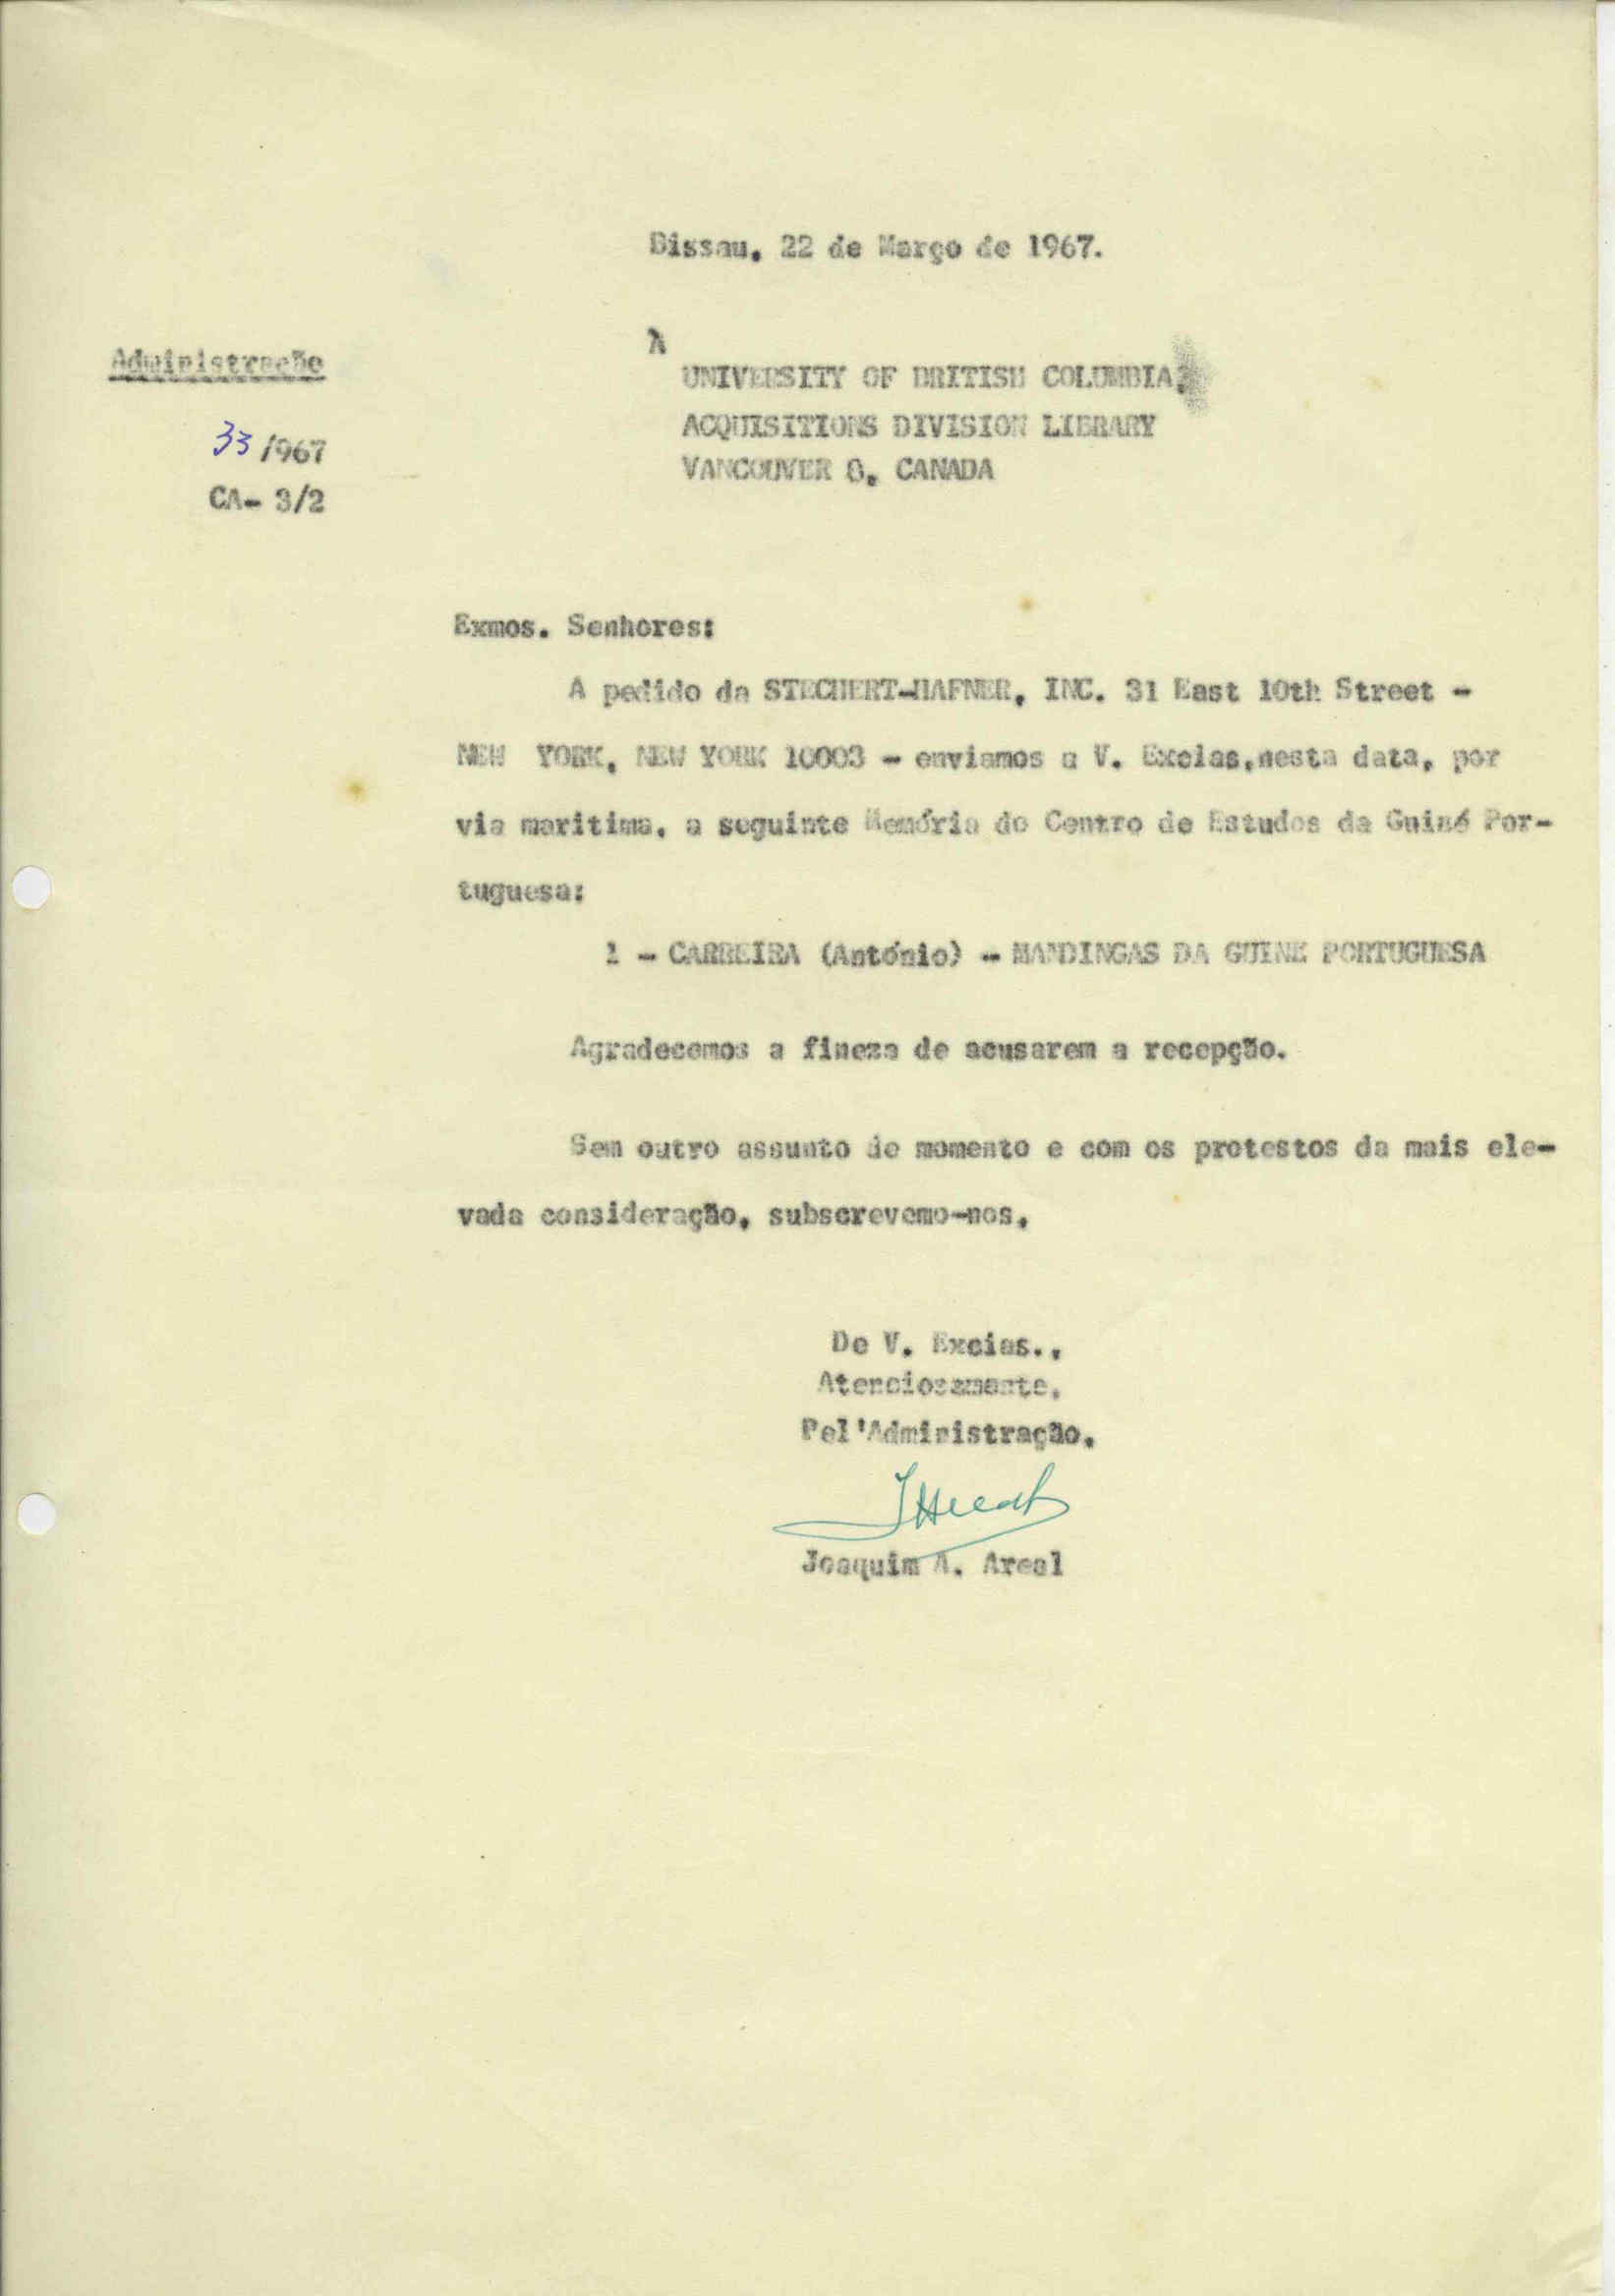 Bissau, 22 de Março de 1967.
À
Administração
UNIVERSITY OF BRITISH COLUMBIA,
ACQUISITIONS DIVISION LIBRARY
33/967
VANCOUVER 8, CANADA
CA- 3/2
Exmos. Senhores:
A pedido da STECHERT-HAFNER, INC. 31 East 10th Street -
NEW YORK, NEW YORK 10003 - enviamos a V. Excias, nesta data, por
via maritima, a seguinte Memória do Centro de Estudos da Guiné Por-
tuguesa:
1 - CARREIRA (António) - MANDINGAS DA GUINE PORTUGUESA
Agradecemos a fineza de acusarem a recepção.
Sem outro assunto de momento e com os protestos da mais ele-
vada consideração, subscrevemo-nos,
De V. Excias.,
Atenciosamente,
Pel'Administração,
Joaquim A. Areal